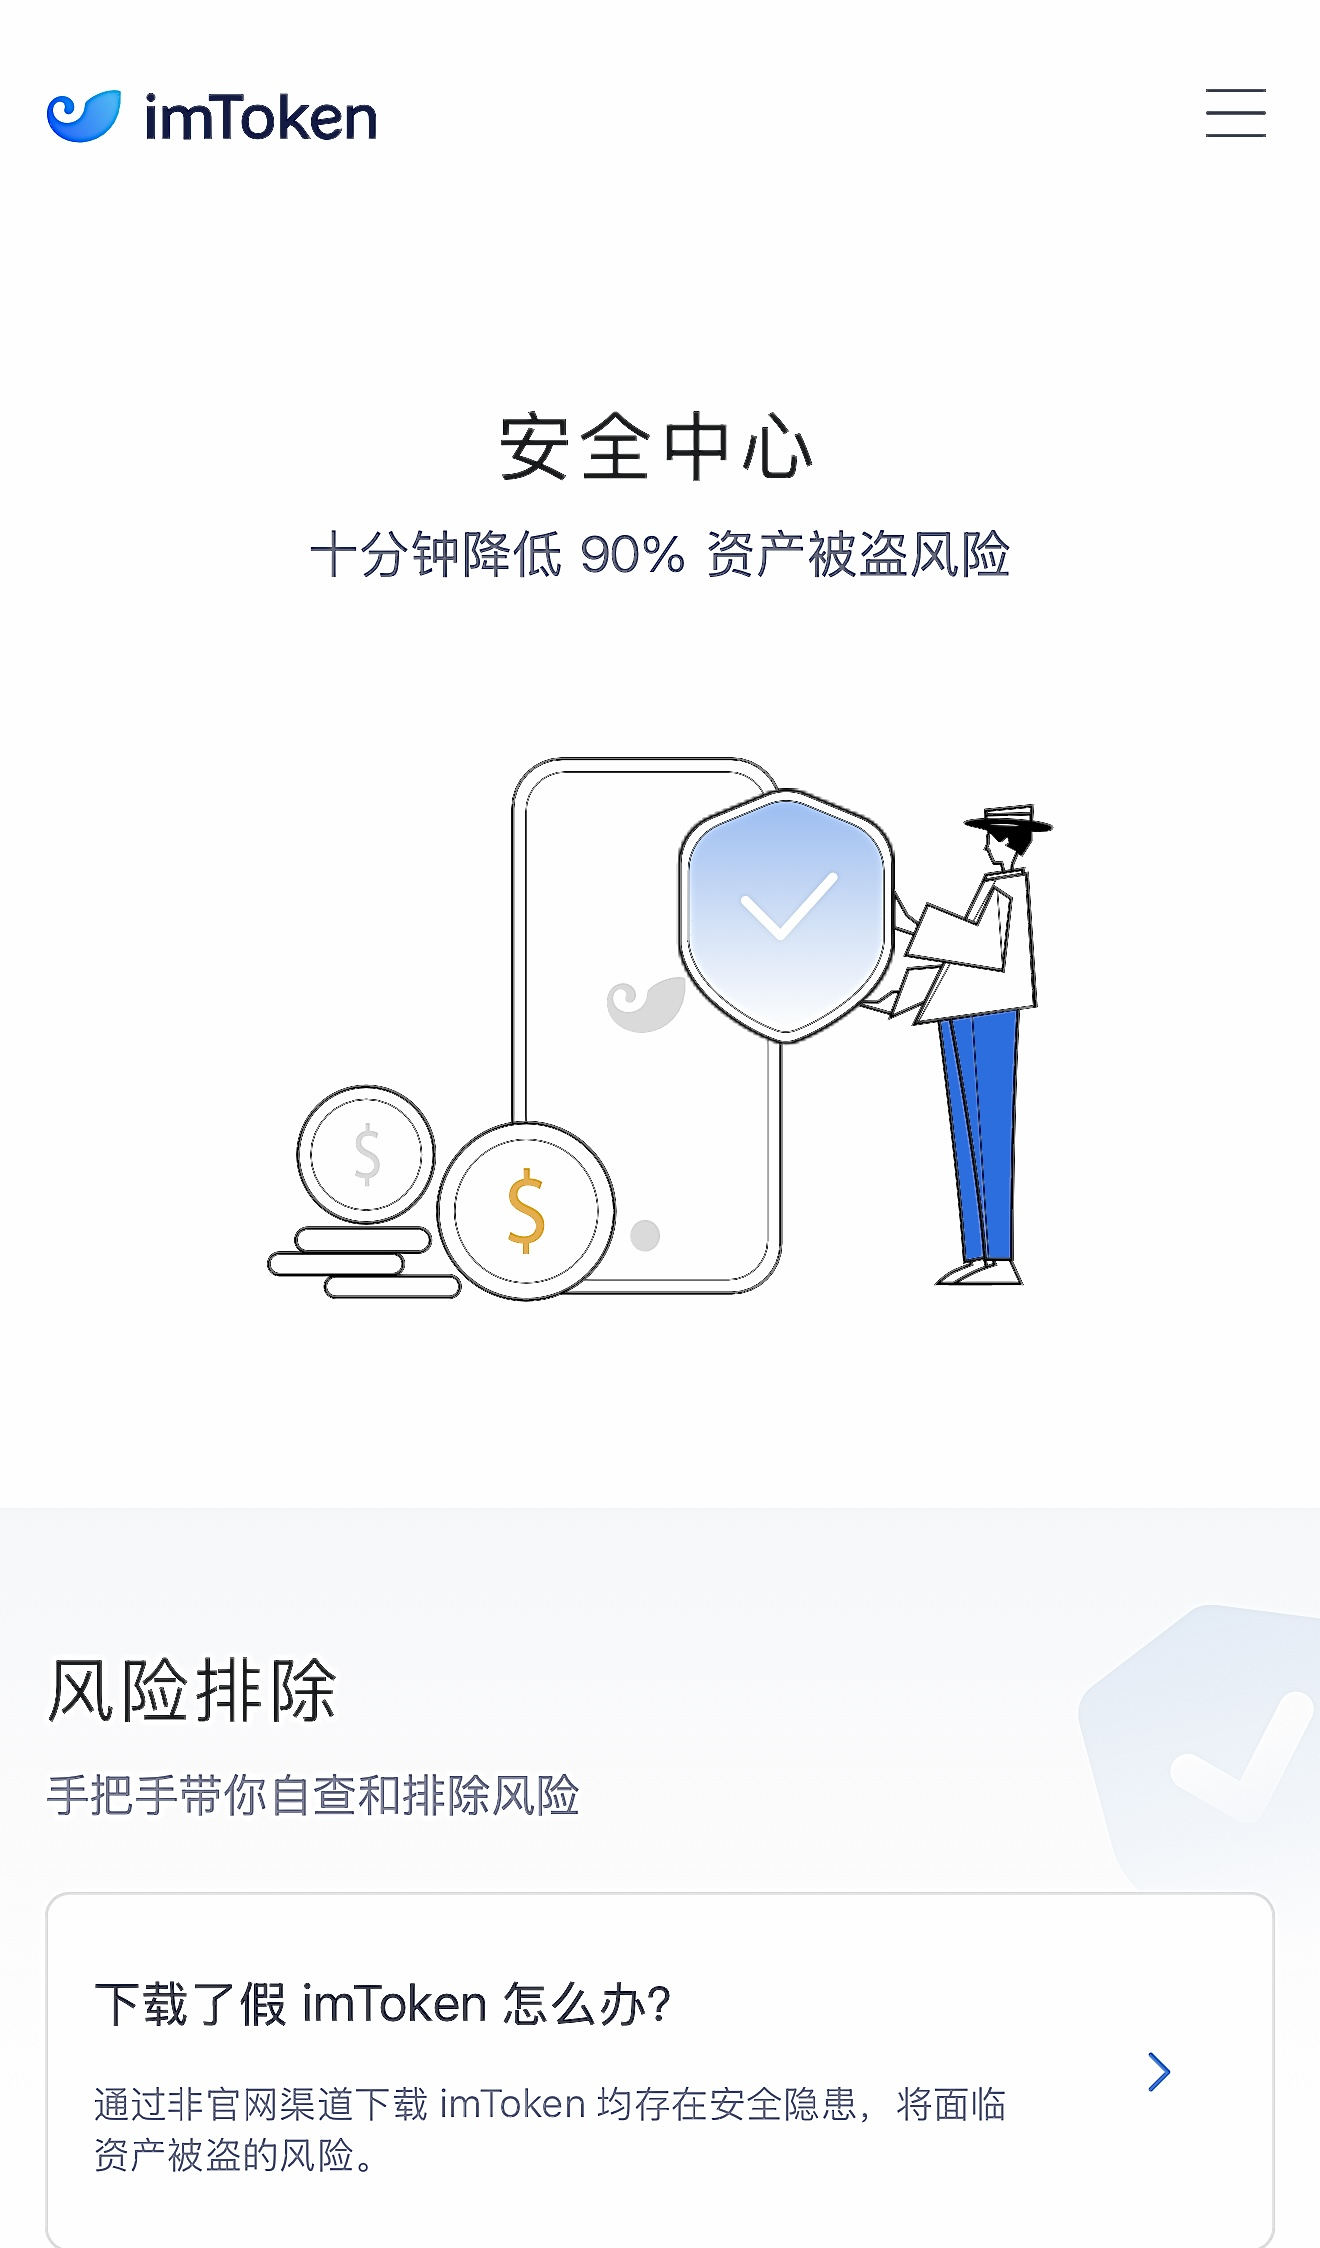 imToken
安全中心
十分钟降低 90% 资产被盗风险
$
$
风险排除
手把手带你自查和排除风险
下载了假 imToken 怎么办?
通过非官网渠道下载 imToken 均存在安全隐患，将面临
资产被盗的风险。